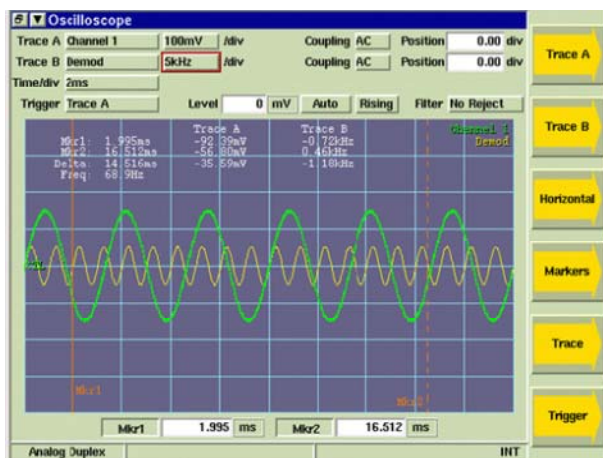 Oscilloscope
Trace A Channel 1 100mV /div Coupling AC Position 0.00 div
Trace B Demod 5kHz /div Coupling AC Position 0.00 div
Time/div 2ms
Trigger Trace A Level 0 mV Auto Rising Filter No Reject
Trace A Trace B Channel 1
Mkr1: 1.995ms -92.39mV -0.72kHz Demod
Mkr2: 16.512ms -56.80mV 0.46kHz
Delta: 14.516ms -35.59mV -1.18kHz
Freq: 68.9Hz
Mkr1
Mkr2
Mkr1 1.995 ms Mkr2 16.512 ms
Analog Duplex INT
Trace A
Trace B
Horizontal
Markers
Trace
Trigger